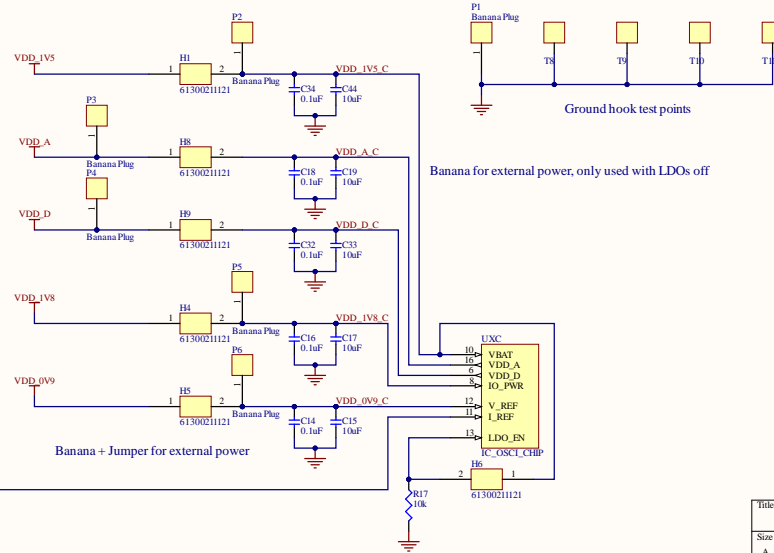 P1
Banana Plug
T8
T9
T10
Ground hook test points
P2
1
VDD_1V5
H1
1
2
61300211121
Banana Plug
VDD_1V5_C
C34
0.1uF
C44
10uF
P3
1
VDD_A
Banana Plug
H8
1
2
61300211121
VDD_A_C
C18
0.1uF
C19
10uF
Banana for external power, only used with LDOs off
P4
1
VDD_D
Banana Plug
H9
1
2
61300211121
VDD_D_C
C32
0.1uF
C33
10uF
P5
1
VDD_1V8
H4
1
2
61300211121
Banana Plug
VDD_1V8_C
C16
0.1uF
C17
10uF
P6
1
VDD_0V9
H5
1
2
61300211121
Banana Plug
VDD_0V9_C
C14
0.1uF
C15
10uF
Banana + Jumper for external power
UXC
10 VBAT
16 VDD_A
6 VDD_D
8 IO_PWR
12 V_REF
11 I_REF
13 LDO_EN
IC_OSCI_CHIP
H6
2
1
61300211121
R17
10k
Title
Size
A